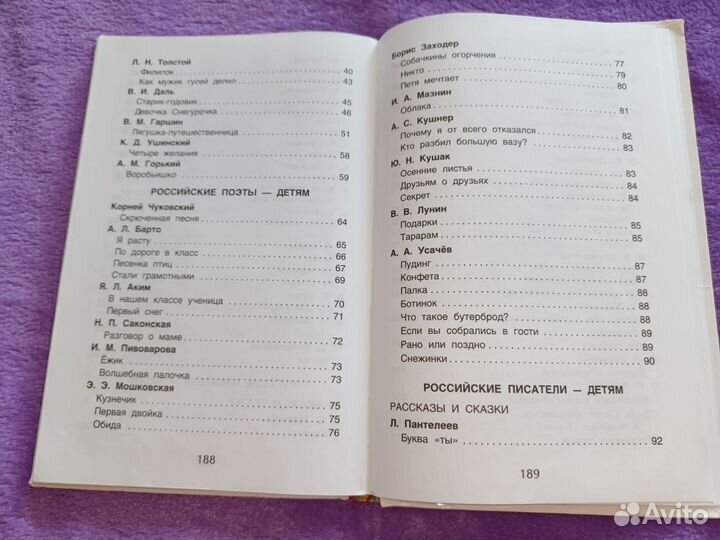 Л. Н. Толстой
Филипок 40
Как мужик гусей делил 43
В. И. Даль
Старик-годовик 45
Девочка Снегурочка 46
В. М. Гаршин
Лягушка-путешественница 51
К. Д. Ушинский
Четыре желания 58
А. М. Горький
Воробьишко 59
РОССИЙСКИЕ ПОЭТЫ — ДЕТЯМ
Корней Чуковский
Скрюченная песня 64
А. Л. Барто
Я расту 65
По дороге в класс 66
Песенка птиц 67
Стали грамотными 69
Я. Л. Аким
В нашем классе ученица 70
Первый снег 71
Н. П. Саконская
Разговор о маме 72
И. М. Пивоварова
Ёжик 73
Волшебная палочка 73
Э. Э. Мошковская
Кузнечик 75
Первая двойка 75
Обида 76
188
Борис Заходер
Собачкины огорчения 77
Никто 79
Петя мечтает 80
И. А. Мазнин
Облака 81
А. С. Кушнер
Почему я от всего отказался 82
Кто разбил большую вазу? 83
Ю. Н. Кушак
Осенние листья 83
Друзьям о друзьях 84
Секрет 84
В. В. Лунин
Подарки 85
Тарарам 85
А. А. Усачёв
Пудинг 87
Конфета 87
Палка 88
Ботинок 88
Что такое бутерброд? 88
Если вы собрались в гости 89
Рано или поздно 89
Снежинки 90
РОССИЙСКИЕ ПИСАТЕЛИ — ДЕТЯМ
РАССКАЗЫ И СКАЗКИ
Л. Пантелеев
Буква «ты» 92
189
Avito